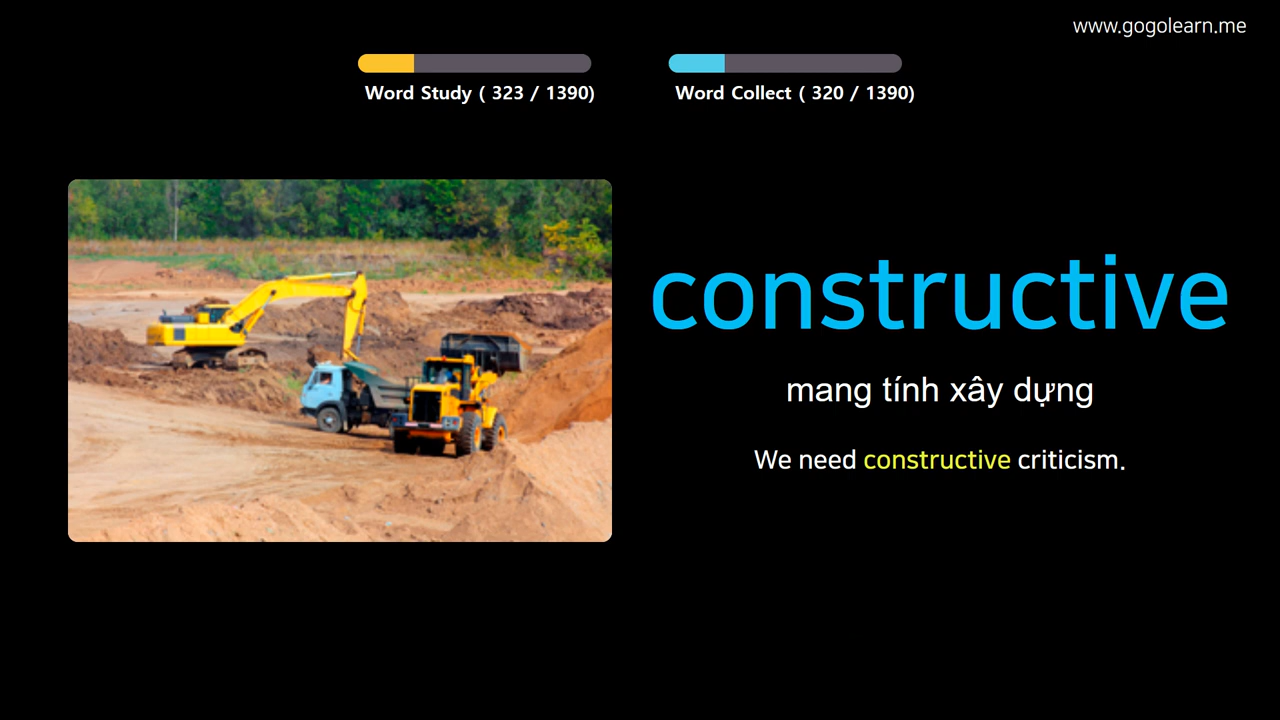 www.gogolearn.me
Word Study ( 323 / 1390)
Word Collect ( 320 / 1390)
constructive
mang tính xây dựng
We need constructive criticism.